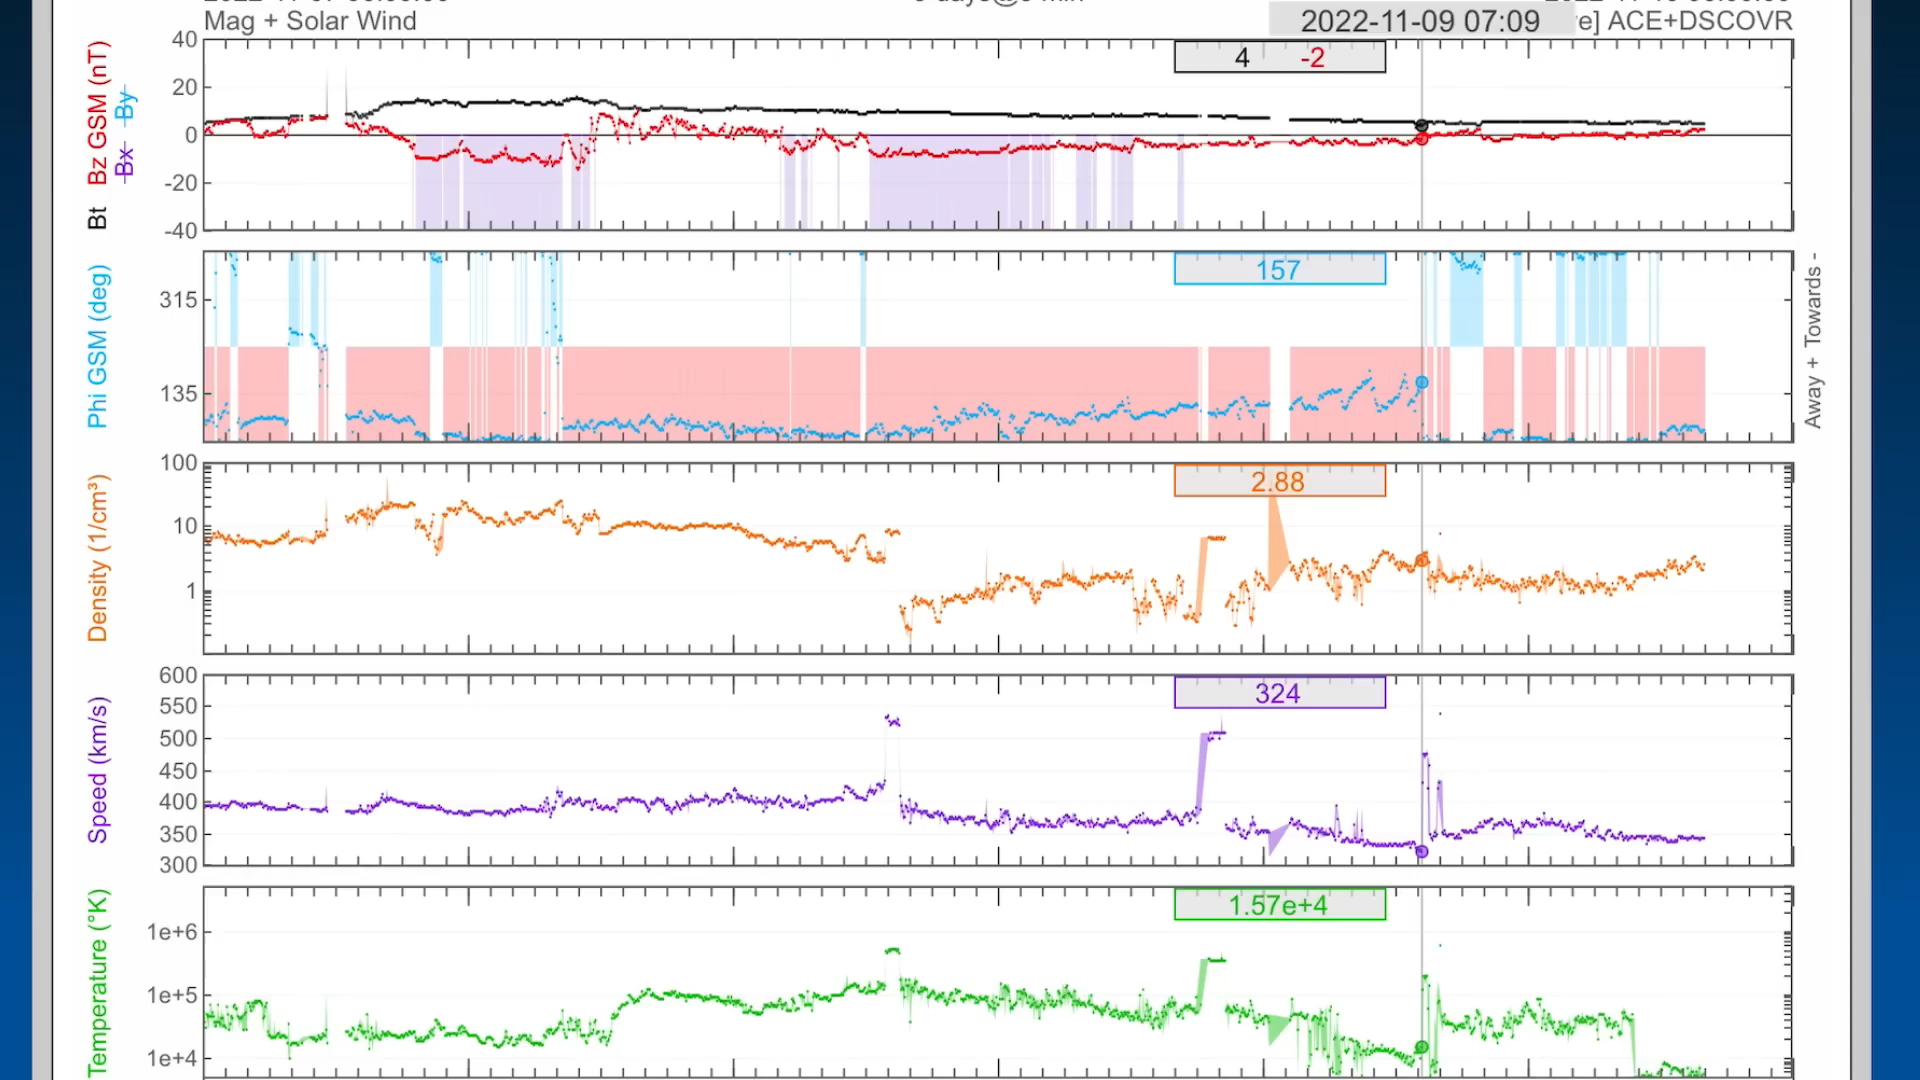 Mag + Solar Wind
2022-11-09 07:09
e] ACE+DSCOVR
Bt Bz GSM (nT)
Bx By
40
20
0
-20
-40
4 -2
Phi GSM (deg)
315
135
157
Away + Towards -
Density (1/cm³)
100
10
1
2.88
Speed (km/s)
600
550
500
450
400
350
300
324
Temperature (°K)
1e+6
1e+5
1e+4
1.57e+4